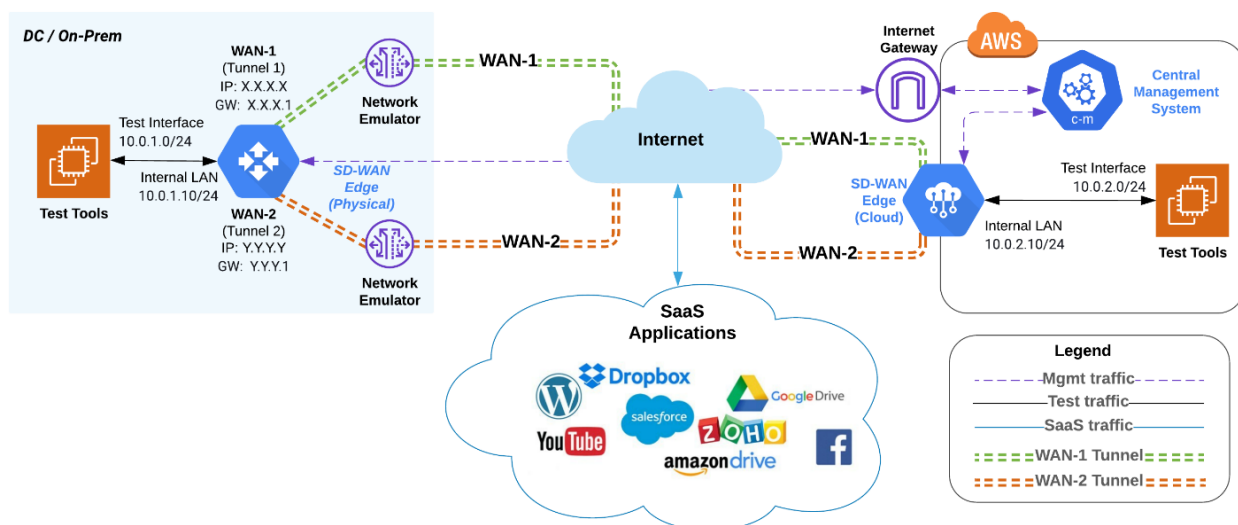 DC / On-Prem
WAN-1
(Tunnel 1)
IP: X.X.X.X
GW: X.X.X.1
Network
Emulator
WAN-1
Test Interface
10.0.1.0/24
Internal LAN
10.0.1.10/24
Test Tools
SD-WAN
Edge
(Physical)
WAN-2
(Tunnel 2)
IP: Y.Y.Y.Y
GW: Y.Y.Y.1
Network
Emulator
WAN-2
Internet
Internet
Gateway
AWS
c-m
Central
Management
System
WAN-1
SD-WAN
Edge
(Cloud)
WAN-2
Test Interface
10.0.2.0/24
Internal LAN
10.0.2.10/24
Test Tools
SaaS
Applications
Dropbox
Google Drive
salesforce
YouTube
ZOHO
amazondrive
Legend
Mgmt traffic
Test traffic
SaaS traffic
WAN-1 Tunnel
WAN-2 Tunnel